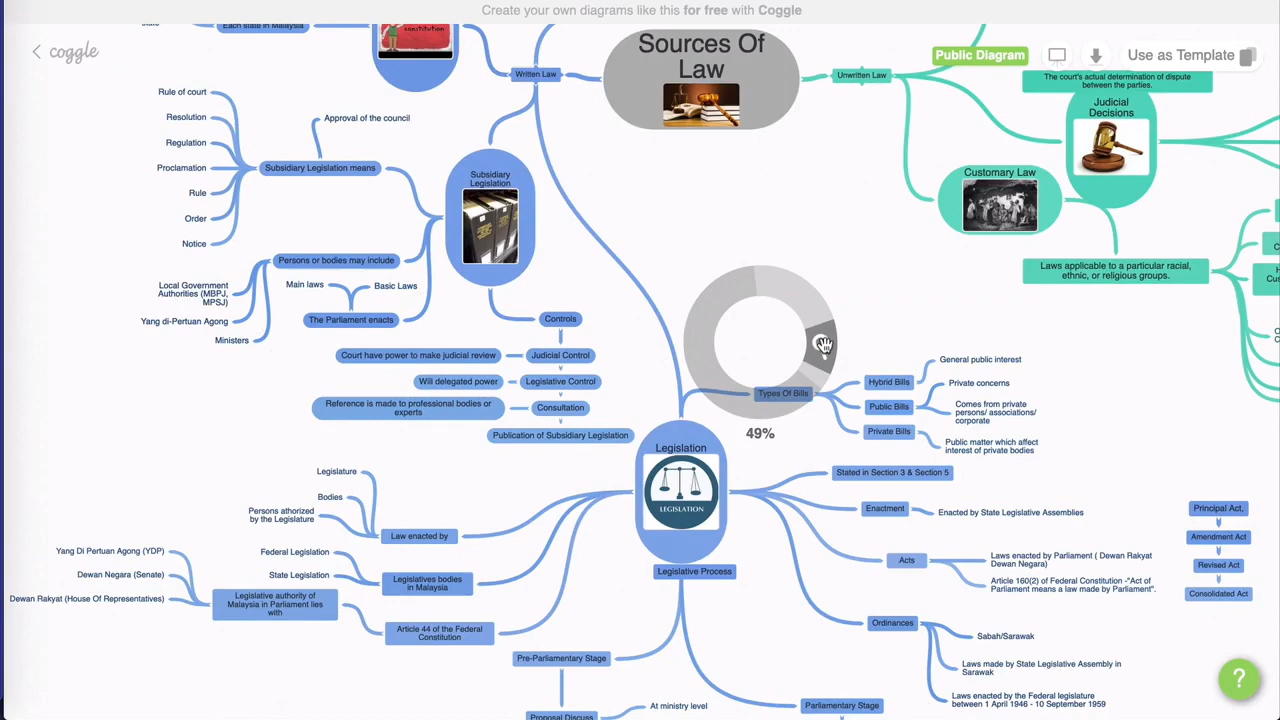 Create your own diagrams like this for free with Coggle
coggle
Public Diagram
Use as Template
Each state in Malaysia
constitution
Written Law
Sources Of
Law
Unwritten Law
The court's actual determination of dispute
between the parties.
Judicial
Decisions
Customary Law
Laws applicable to a particular racial,
ethnic, or religious groups.
Rule of court
Resolution
Regulation
Proclamation
Rule
Order
Notice
Approval of the council
Subsidiary Legislation means
Subsidiary
Legislation
Persons or bodies may include
Local Government
Authorities (MBPJ,
MPSJ)
Yang di-Pertuan Agong
Ministers
Main laws
Basic Laws
The Parliament enacts
Controls
Court have power to make judicial review
Judicial Control
Will delegated power
Legislative Control
Reference is made to professional bodies or
experts
Consultation
Publication of Subsidiary Legislation
49%
Types Of Bills
Hybrid Bills
General public interest
Public Bills
Private concerns
Comes from private
persons/ associations/
corporate
Private Bills
Public matter which affect
interest of private bodies
Legislation
LEGISLATION
Legislature
Bodies
Persons athorized
by the Legislature
Law enacted by
Federal Legislation
State Legislation
Legislatives bodies
in Malaysia
Yang Di Pertuan Agong (YDP)
Dewan Negara (Senate)
Dewan Rakyat (House Of Representatives)
Legislative authority of
Malaysia in Parliament lies
with
Article 44 of the Federal
Constitution
Stated in Section 3 & Section 5
Enactment
Enacted by State Legislative Assemblies
Acts
Laws enacted by Parliament ( Dewan Rakyat
Dewan Negara)
Article 160(2) of Federal Constitution -"Act of
Parliament means a law made by Parliament".
Principal Act,
Amendment Act
Revised Act
Consolidated Act
Ordinances
Sabah/Sarawak
Laws made by State Legislative Assembly in
Sarawak
Laws enacted by the Federal legislature
between 1 April 1946 - 10 September 1959
Legislative Process
Pre-Parliamentary Stage
Proposal Discuss
At ministry level
Parliamentary Stage
?